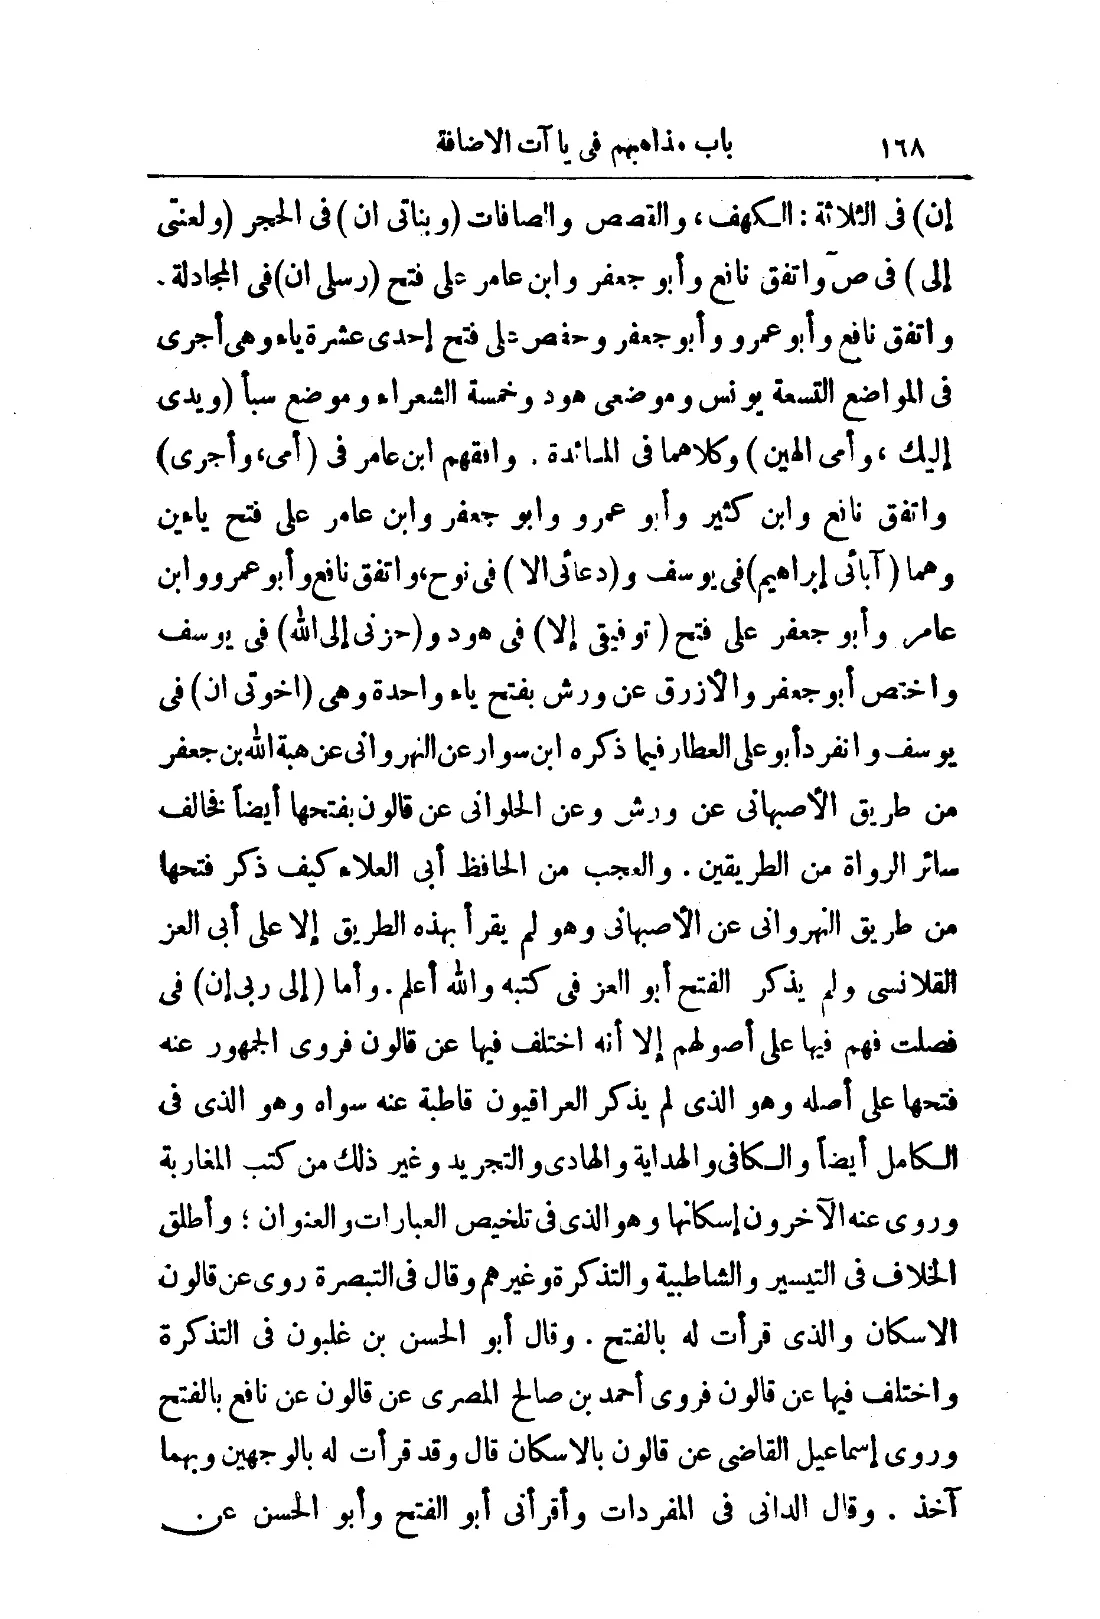 ١٦٨ باب مذاهبهم فى ياآت الاضافة
إن) فى الثلاثة : الكهف، والقصص والصافات (وبناتى ان) فى الحجر (ولعنتى
إلى) فى صۤ واتفق نافع وأبو جعفر وابن عامر على فتح (رسلى ان) فى المجادلة .
واتفق نافع وأبو عمرو وأبو جعفر وحفص على فتح إحدى عشرة ياء وهى أجرى
فى المواضع التسعة يونس وموضعى هود وخمسة الشعراء وموضع سبأ (ويدى
إليك ، وأمى الهين) وكلاهما فى المائدة . وافقهم ابن عامر فى (أمى، وأجرى)
واتفق نافع وابن كثير وأبو عمرو وابو جعفر وابن عامر على فتح ياءين
وهما (آبائى إبراهيم) فى يوسف و(دعائى الا) فى نوح، واتفق نافع وأبو عمرو وابن
عامر وأبو جعفر على فتح (توفيقى إلا) فى هود و(حزنى إلى الله) فى يوسف
واختص أبو جعفر والأزرق عن ورش بفتح ياء واحدة وهى (اخوتى ان) فى
يوسف وانفرد أبو على العطار فيما ذكره ابن سوار عن النهروانى عن هبة الله بن جعفر
من طريق الأصبهانى عن ورش وعن الحلوانى عن قالون بفتحها أيضاً فخالف
سائر الرواة من الطريقين . والعجب من الحافظ أبى العلاء كيف ذكر فتحها
من طريق النهروانى عن الأصبهانى وهو لم يقرأ بهذه الطريق إلا على أبى العز
القلانسى ولم يذكر الفتح أبو العز فى كتبه والله أعلم . وأما (إلى ربى إن) فى
فصلت فهم فيها على أصولهم إلا أنه اختلف فيها عن قالون فروى الجمهور عنه
فتحها على أصله وهو الذى لم يذكر العراقيون قاطبة عنه سواه وهو الذى فى
الكامل أيضاً والكافى والهداية والهادى والتجريد وغير ذلك من كتب المغاربة
وروى عنه الآخرون إسكانها وهو الذى فى تلخيص العبارات والعنوان ؛ وأطلق
الخلاف فى التيسير والشاطبية والتذكرة وغيرهم وقال فى التبصرة روى عن قالون
الاسكان والذى قرأت له بالفتح . وقال أبو الحسن بن غلبون فى التذكرة
واختلف فيها عن قالون فروى أحمد بن صالح المصرى عن قالون عن نافع بالفتح
وروى إسماعيل القاضى عن قالون بالاسكان قال وقد قرأت له بالوجهين وبهما
آخذ . وقال الدانى فى المفردات وأقرأنى أبو الفتح وأبو الحسن عن